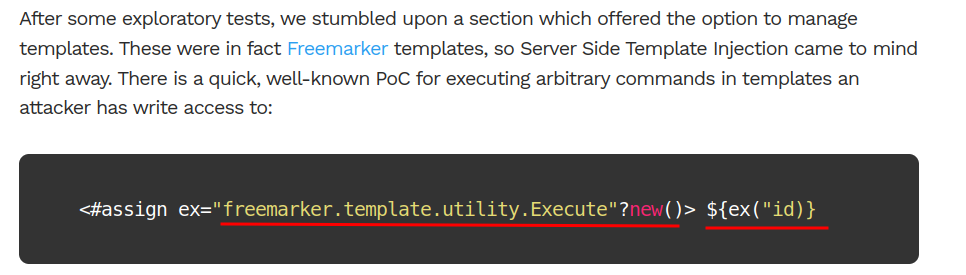 After some exploratory tests, we stumbled upon a section which offered the option to manage
templates. These were in fact Freemarker templates, so Server Side Template Injection came to mind
right away. There is a quick, well-known PoC for executing arbitrary commands in templates an
attacker has write access to:
<#assign ex="freemarker.template.utility.Execute"?new()> ${ex("id)}